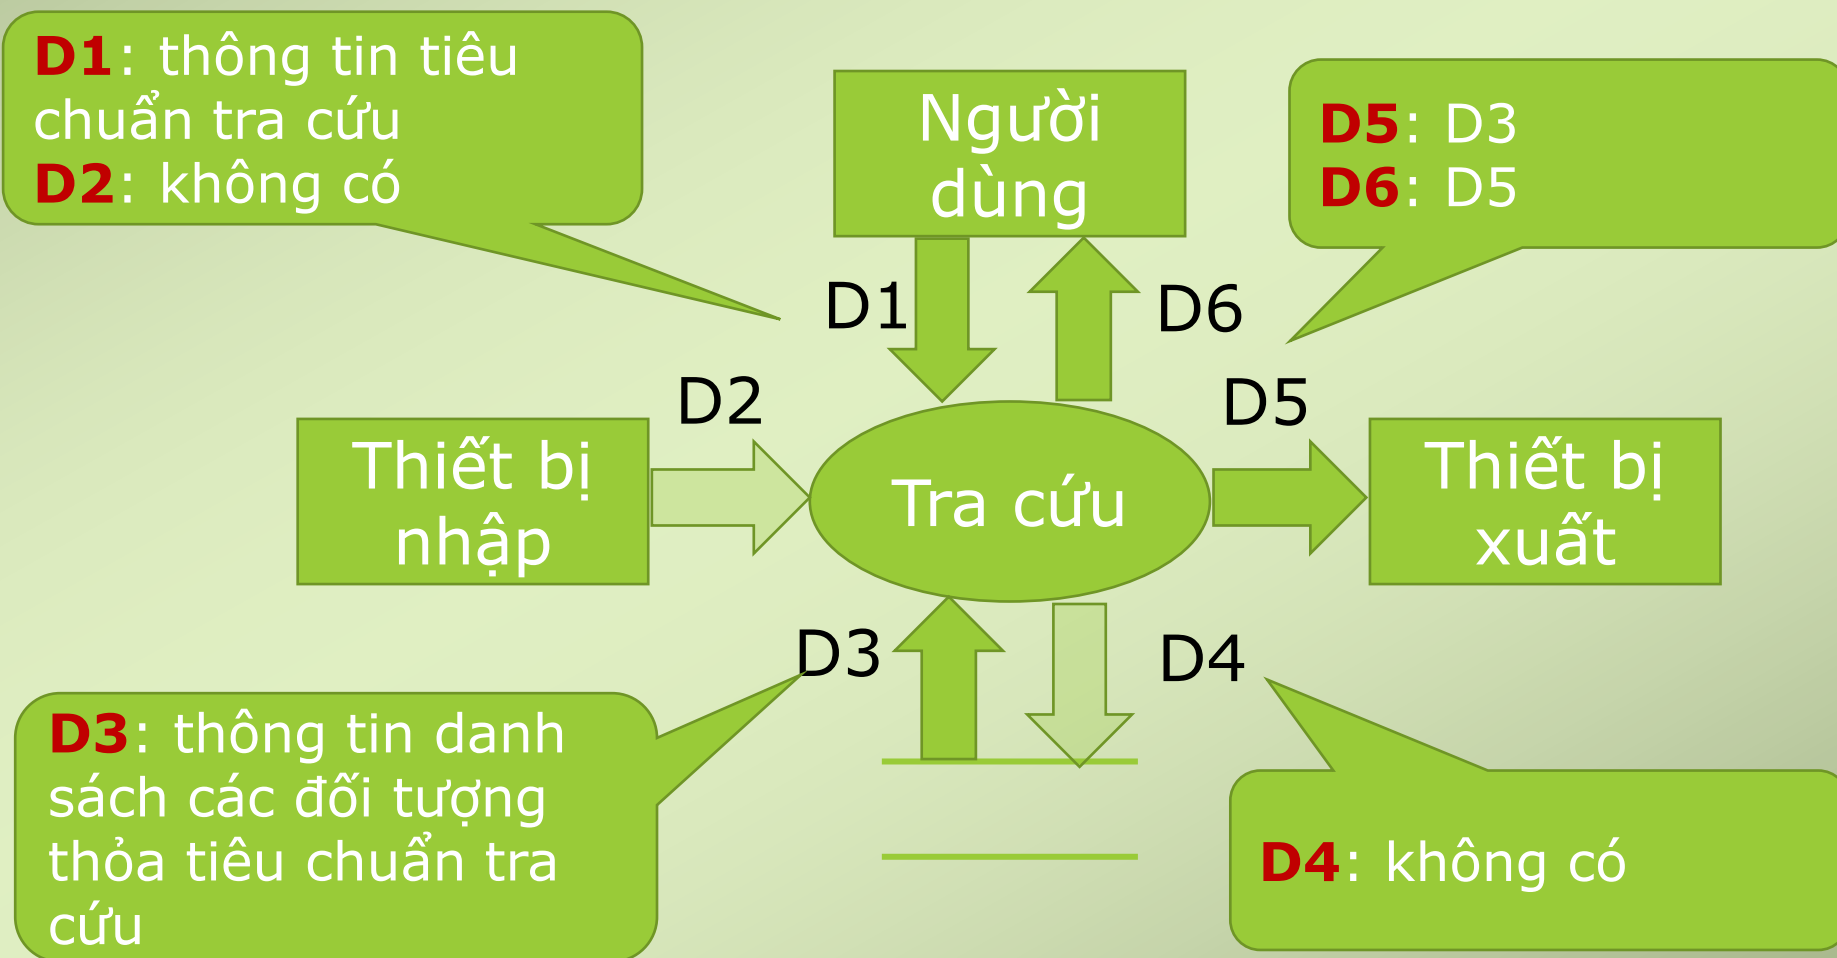 D1: thông tin tiêu
chuẩn tra cứu
D2: không có
Người
dùng
D5: D3
D6: D5
D1
D6
D2
D5
Thiết bị
nhập
Tra cứu
Thiết bị
xuất
D3
D4
D3: thông tin danh
sách các đối tượng
thỏa tiêu chuẩn tra
cứu
D4: không có